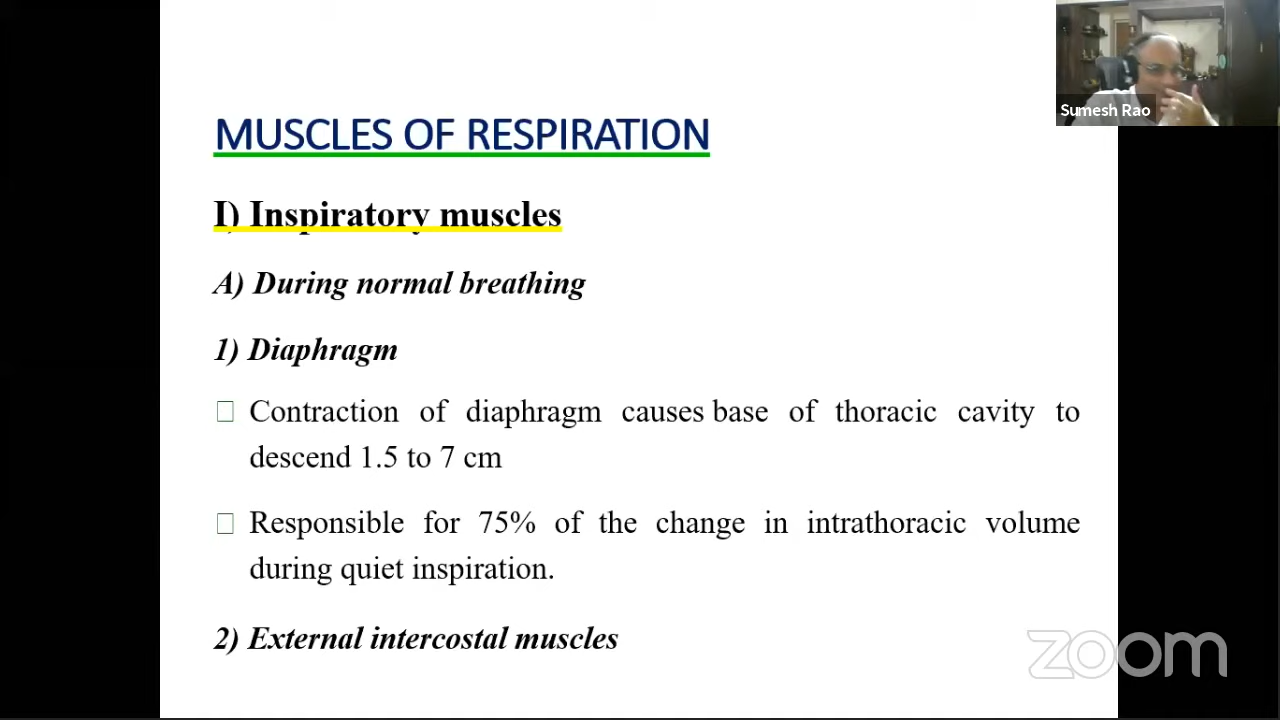 Sumesh Rao
MUSCLES OF RESPIRATION
I) Inspiratory muscles
A) During normal breathing
1) Diaphragm
Contraction of diaphragm causes base of thoracic cavity to
descend 1.5 to 7 cm
Responsible for 75% of the change in intrathoracic volume
during quiet inspiration.
2) External intercostal muscles
zoom